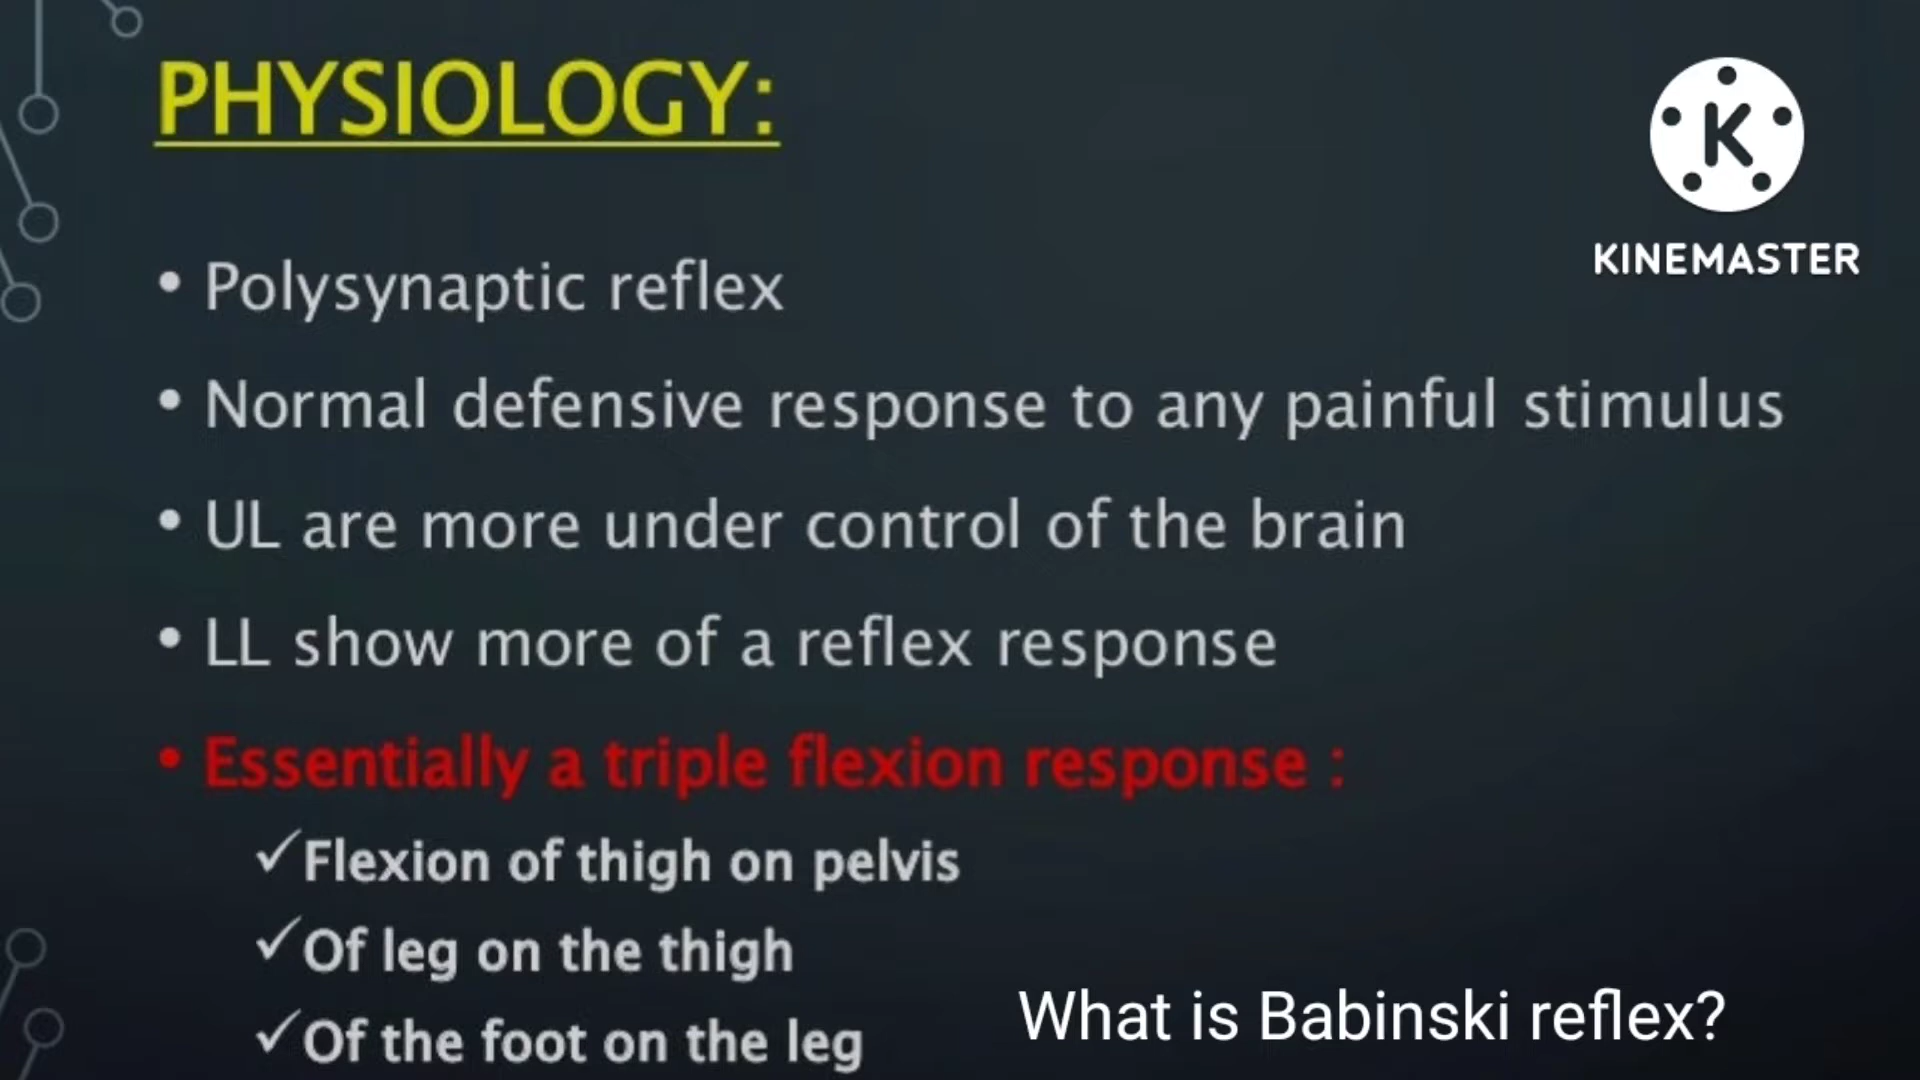 PHYSIOLOGY:
K
KINEMASTER
• Polysynaptic reflex
• Normal defensive response to any painful stimulus
• UL are more under control of the brain
• LL show more of a reflex response
• Essentially a triple flexion response :
✓Flexion of thigh on pelvis
✓Of leg on the thigh
✓Of the foot on the leg
What is Babinski reflex?